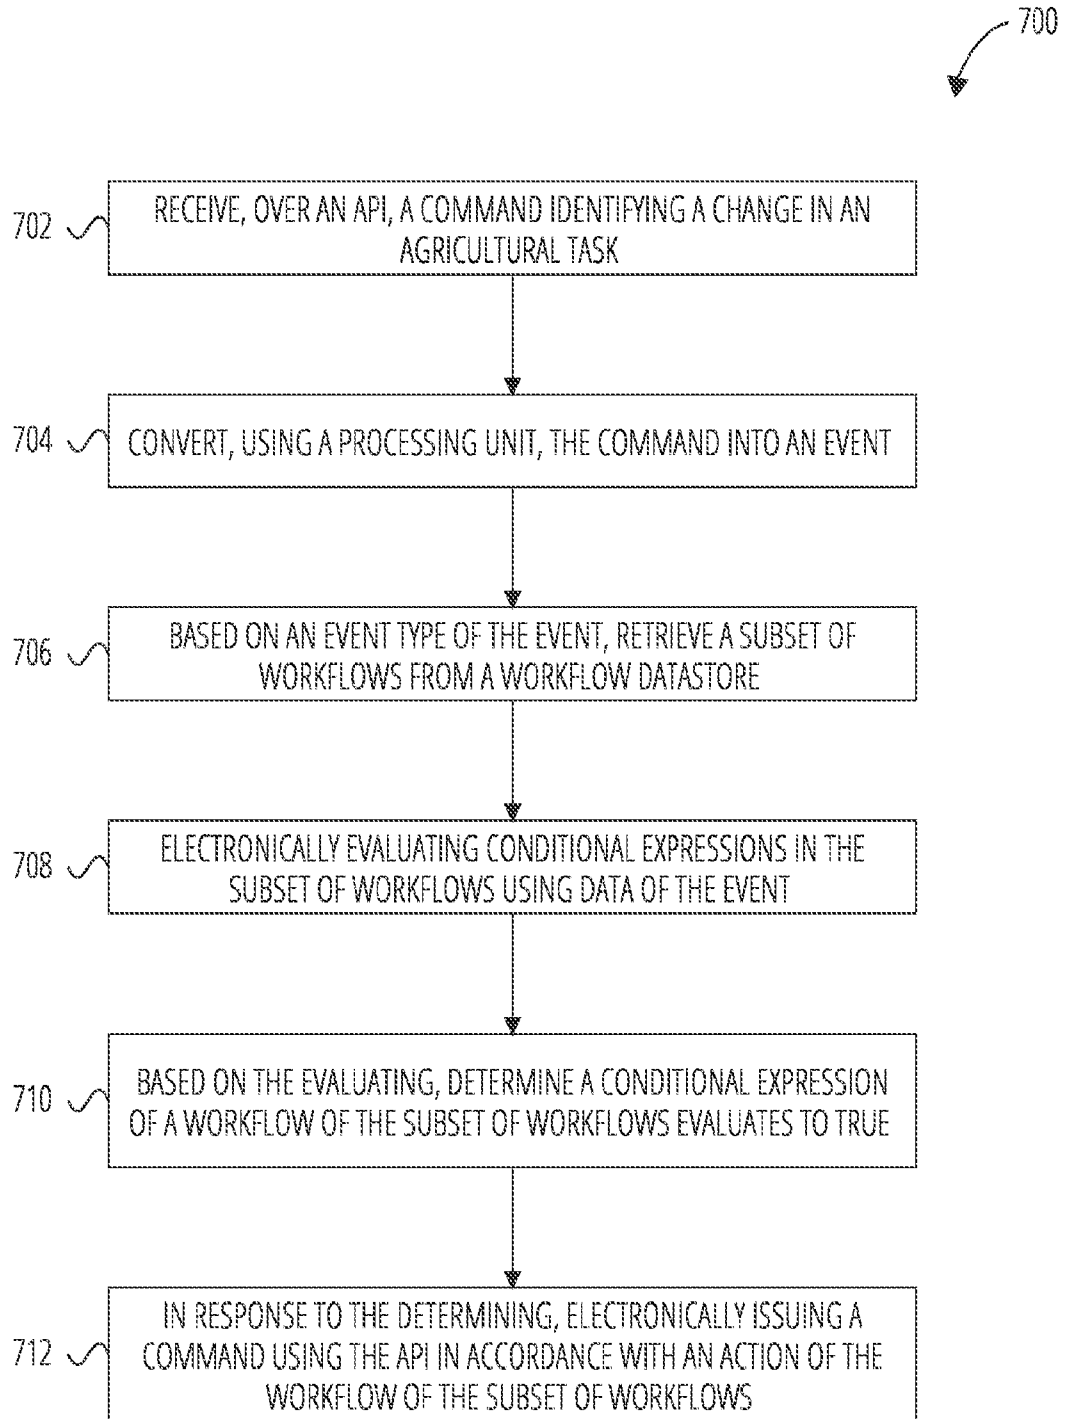 700
702
RECEIVE, OVER AN API, A COMMAND IDENTIFYING A CHANGE IN AN
AGRICULTURAL TASK
704
CONVERT, USING A PROCESSING UNIT, THE COMMAND INTO AN EVENT
706
BASED ON AN EVENT TYPE OF THE EVENT, RETRIEVE A SUBSET OF
WORKFLOWS FROM A WORKFLOW DATASTORE
708
ELECTRONICALLY EVALUATING CONDITIONAL EXPRESSIONS IN THE
SUBSET OF WORKFLOWS USING DATA OF THE EVENT
710
BASED ON THE EVALUATING, DETERMINE A CONDITIONAL EXPRESSION
OF A WORKFLOW OF THE SUBSET OF WORKFLOWS EVALUATES TO TRUE
712
IN RESPONSE TO THE DETERMINING, ELECTRONICALLY ISSUING A
COMMAND USING THE API IN ACCORDANCE WITH AN ACTION OF THE
WORKFLOW OF THE SUBSET OF WORKFLOWS